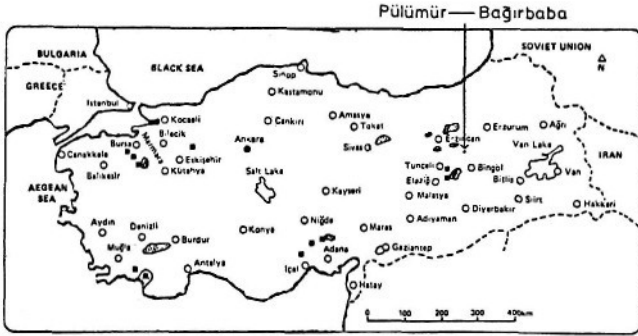 Pülümür — Bağırbaba
BULGARIA
BLACK SEA
SOVIET UNION
N
GREECE
Sinop
Kastamonu
Istanbul
Kocaeli
Bilecik
Çankırı
Amasya
Tokat
Erzincan
Erzurum
Ağrı
Bursa
Marmara
Ankara
Sivas
Van Lake
IRAN
Canakkale
Eskişehir
Tunceli
Bingöl
Balıkesir
Kütahya
Salt Lake
Elazığ
Bitlis
Van
AEGEAN
SEA
Kayseri
Malatya
Siirt
Hakkari
Aydın
Denizli
Niğde
Adıyaman
Diyarbakır
Muğla
Burdur
Konya
Maraş
Gaziantep
Antalya
İçel
Adana
Hatay
0 100 200 300 400km